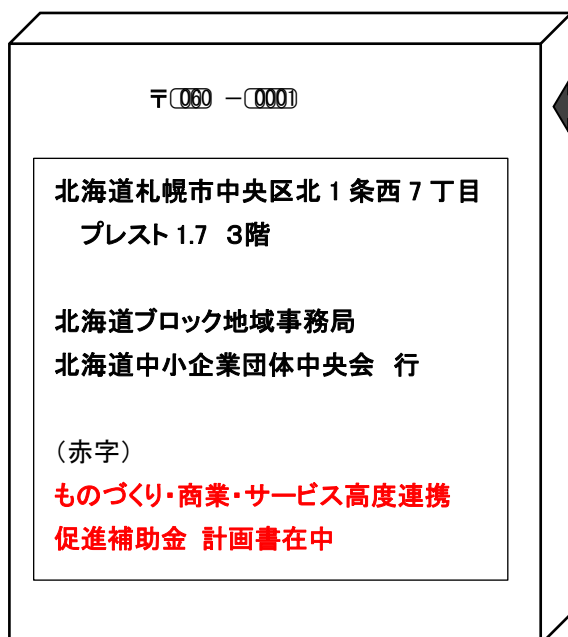 〒060 －0001
北海道札幌市中央区北 1 条西 7 丁目
プレスト 1.7 3階
北海道ブロック地域事務局
北海道中小企業団体中央会 行
（赤字）
ものづくり・商業・サービス高度連携
促進補助金 計画書在中